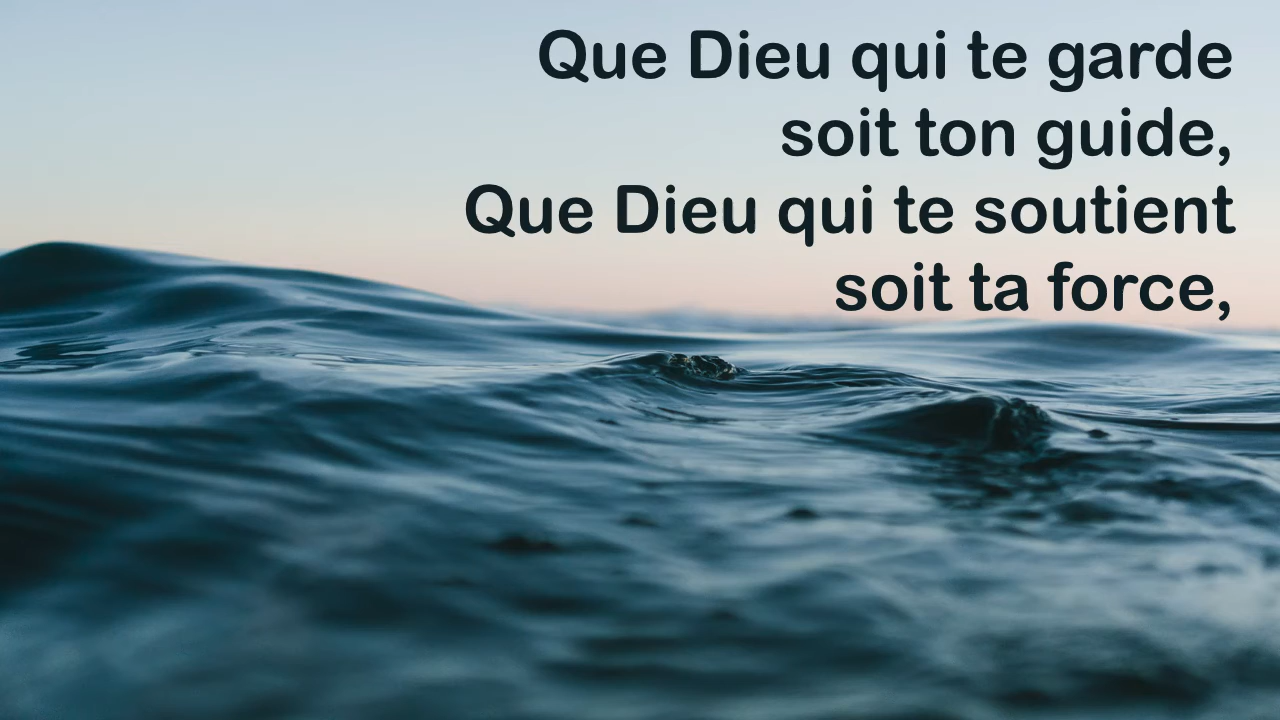 Que Dieu qui te garde
soit ton guide,
Que Dieu qui te soutient
soit ta force,